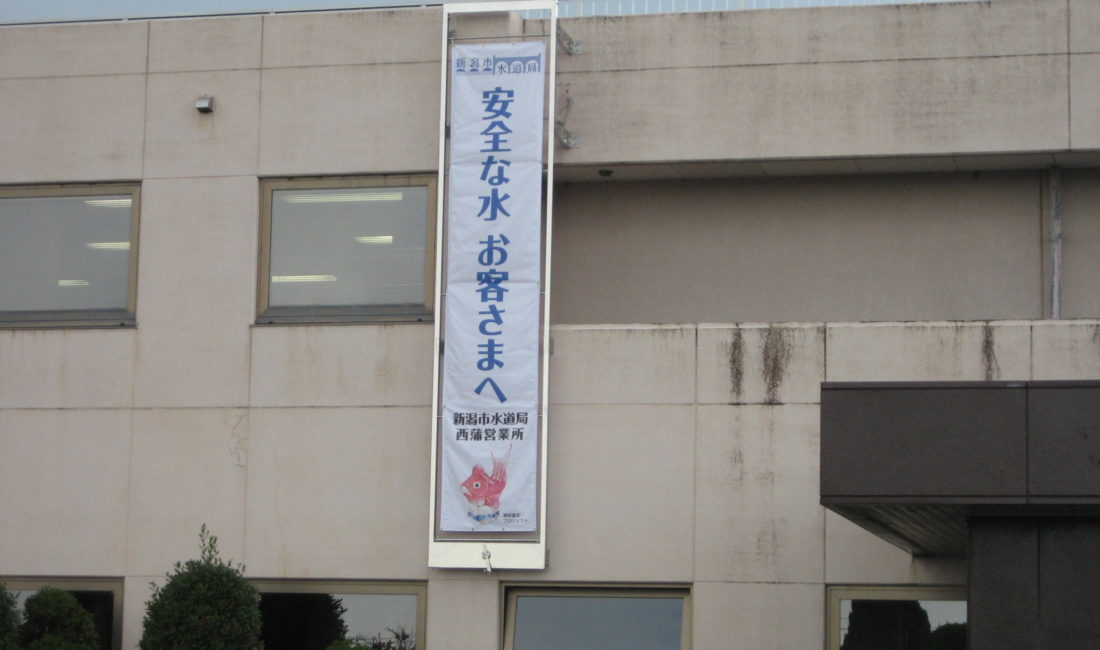 新潟市水道局
安全な水 お客さまへ
新潟市水道局
西蒲営業所